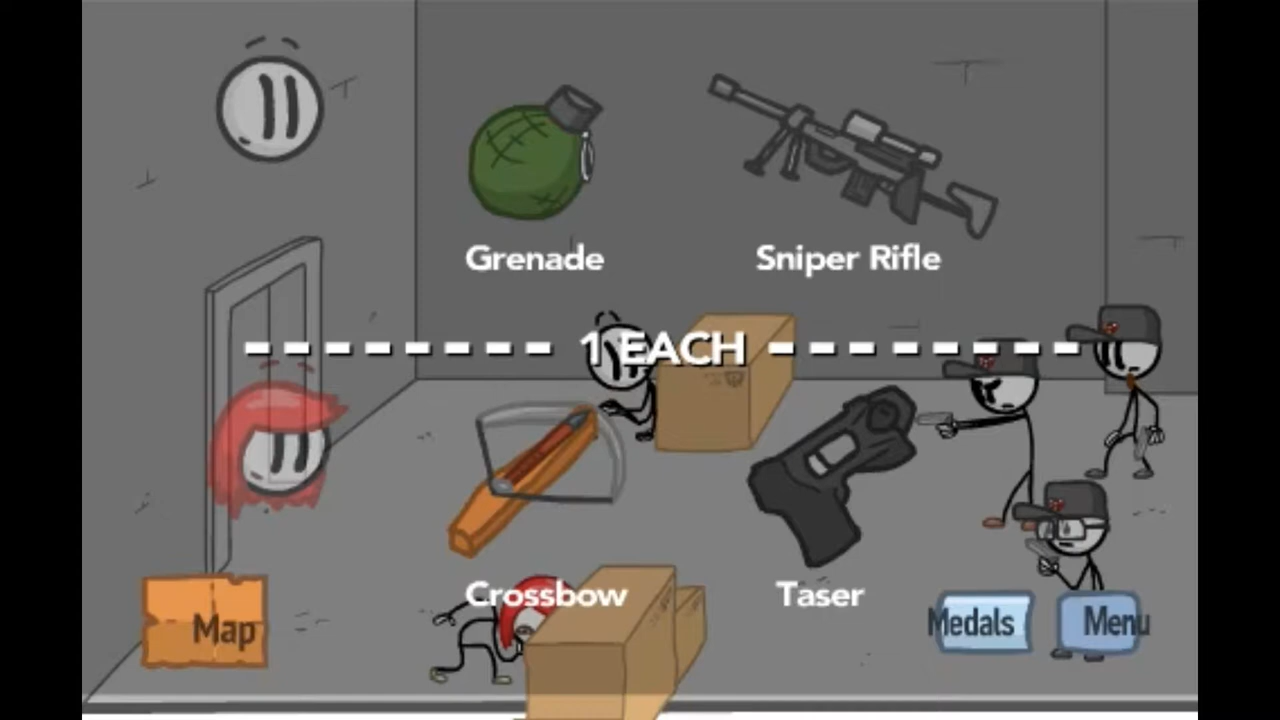 Grenade
Sniper Rifle
1 EACH
Crossbow
Taser
Map
Medals
Menu